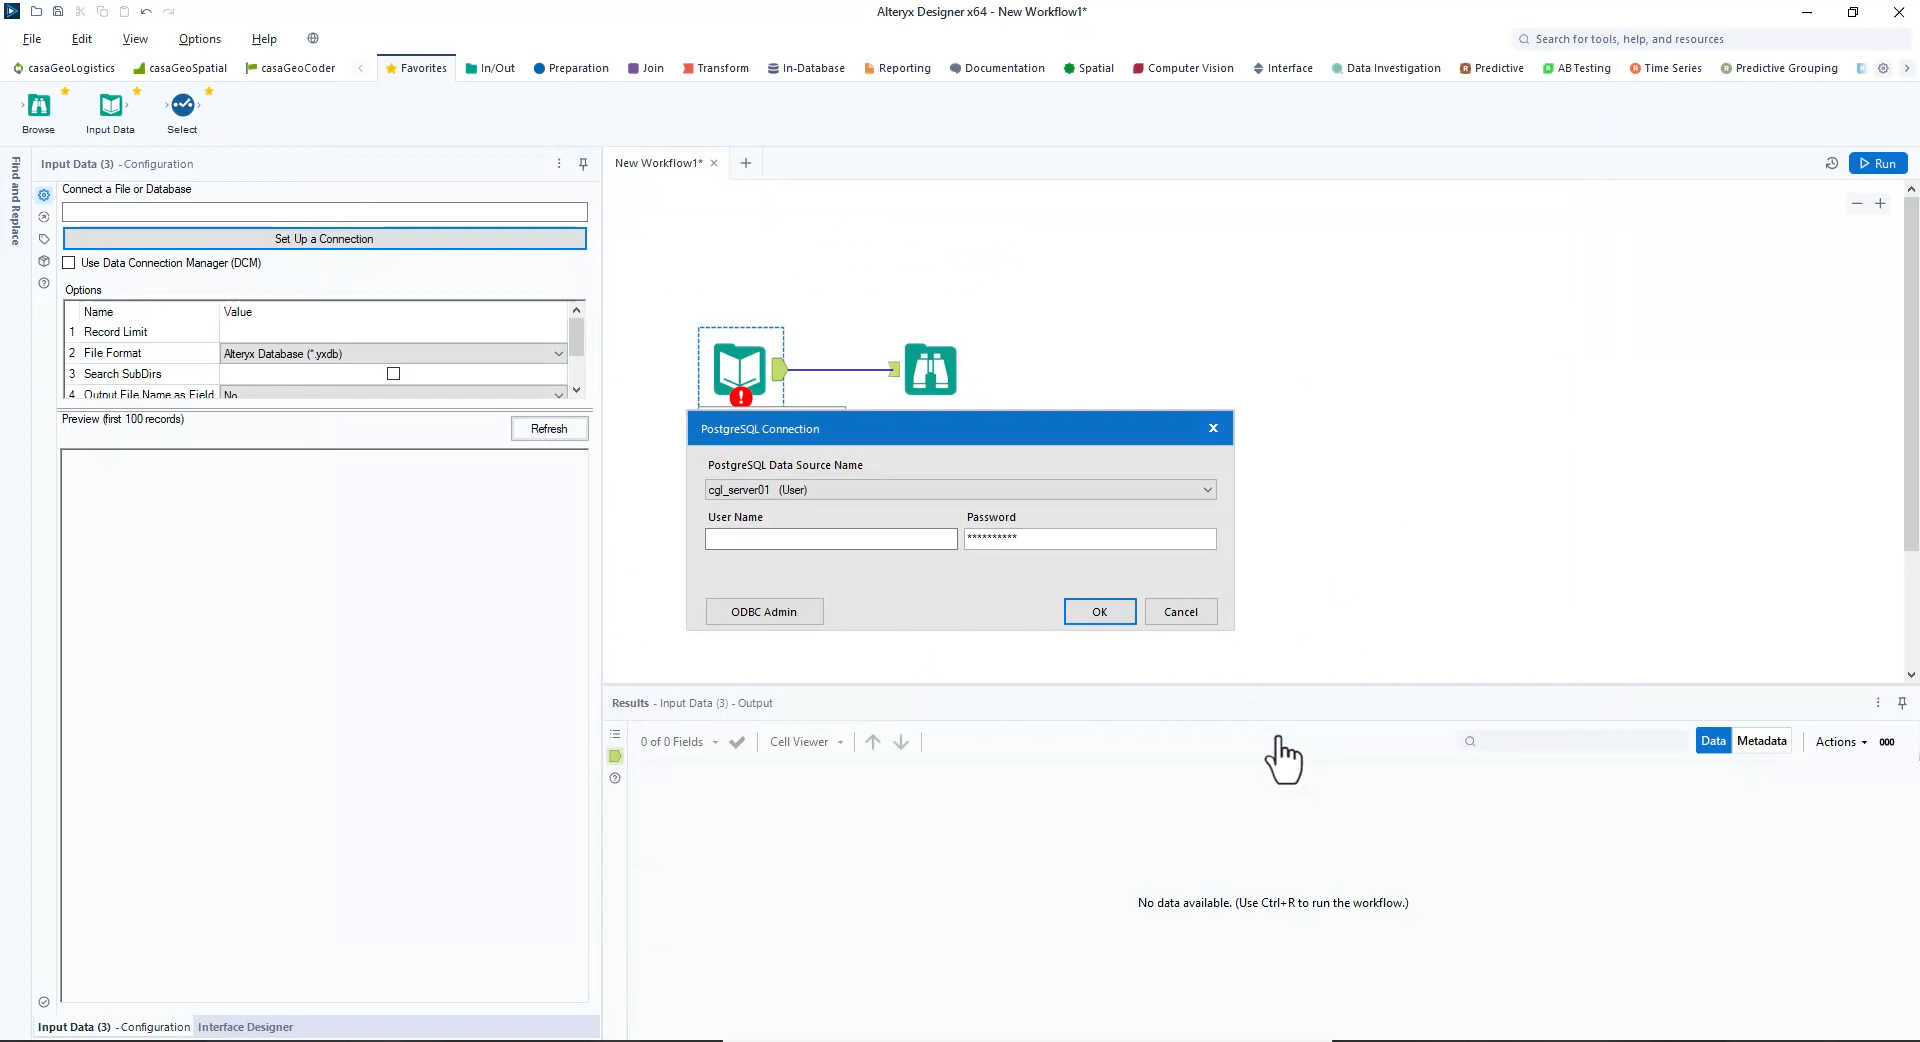 Alteryx Designer x64 - New Workflow1*
File Edit View Options Help
Search for tools, help, and resources
casaGeoLogistics casaGeoSpatial casaGeoCoder Favorites In/Out Preparation Join Transform In-Database Reporting Documentation Spatial Computer Vision Interface Data Investigation Predictive AB Testing Time Series Predictive Grouping
Browse Input Data Select
Find and Replace
Input Data (3) - Configuration
New Workflow1*
Run
Connect a File or Database
Set Up a Connection
Use Data Connection Manager (DCM)
Options
Name Value
1 Record Limit
2 File Format Alteryx Database (*.yxdb)
3 Search SubDirs
4 Output File Name as Field No
Preview (first 100 records)
Refresh
PostgreSQL Connection
PostgreSQL Data Source Name
cgl_server01 (User)
User Name Password
**********
ODBC Admin OK Cancel
Results - Input Data (3) - Output
0 of 0 Fields Cell Viewer Data Metadata Actions 000
No data available. (Use Ctrl+R to run the workflow.)
Input Data (3) - Configuration Interface Designer